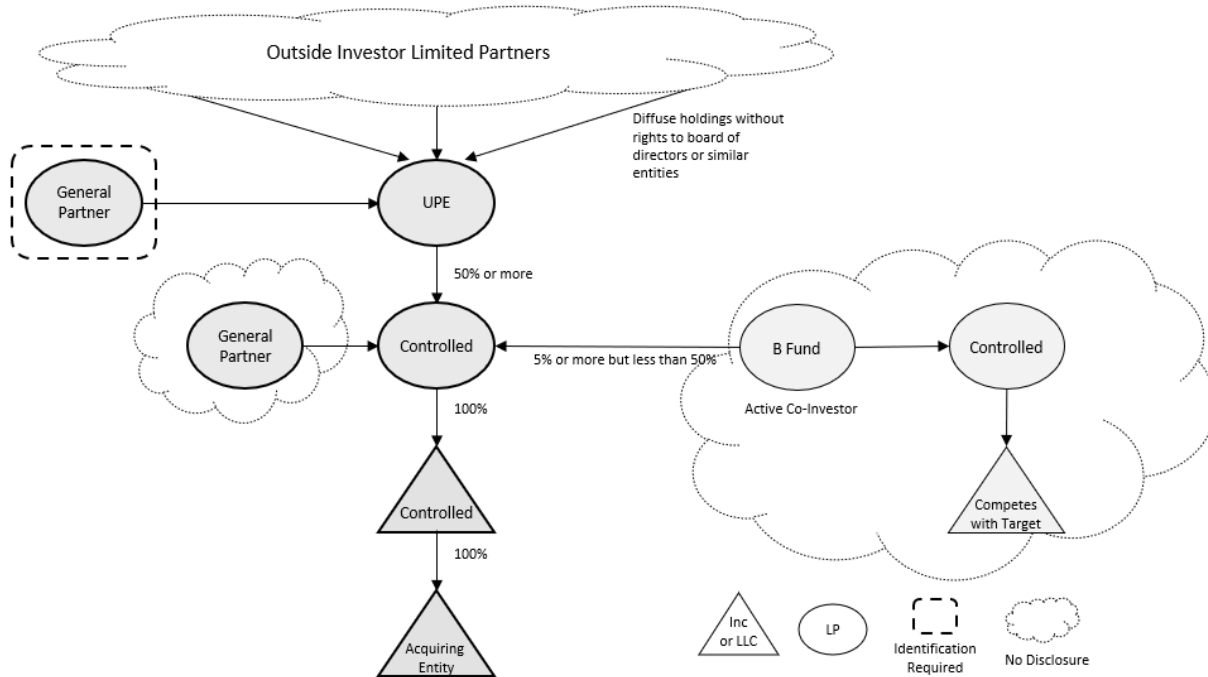 Outside Investor Limited Partners
Diffuse holdings without
rights to board of
directors or similar
entities
General
Partner
UPE
50% or more
General
Partner
Controlled
5% or more but less than 50%
B Fund
Controlled
Active Co-Investor
100%
Controlled
Competes
with Target
100%
Acquiring
Entity
Inc
or LLC
LP
Identification
Required
No Disclosure